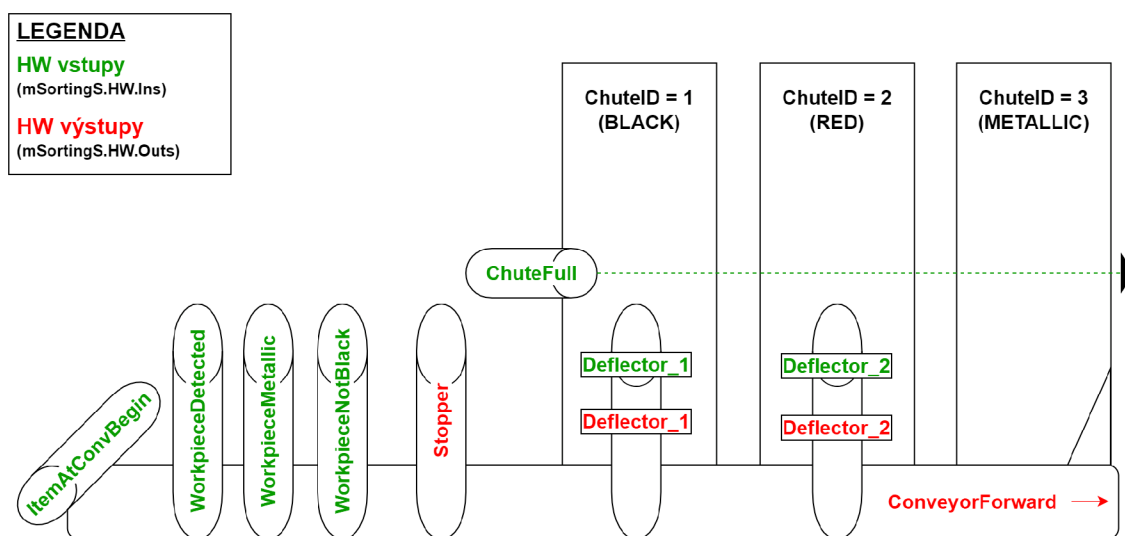 LEGENDA
HW vstupy
(mSortingS.HW.Ins)
HW výstupy
(mSortingS.HW.Outs)
ChuteID = 1
(BLACK)
ChuteID = 2
(RED)
ChuteID = 3
(METALLIC)
ChuteFull
ItemAtConvBegin
WorkpieceDetected
WorkpieceMetallic
WorkpieceNotBlack
Stopper
Deflector_1
Deflector_1
Deflector_2
Deflector_2
ConveyorForward